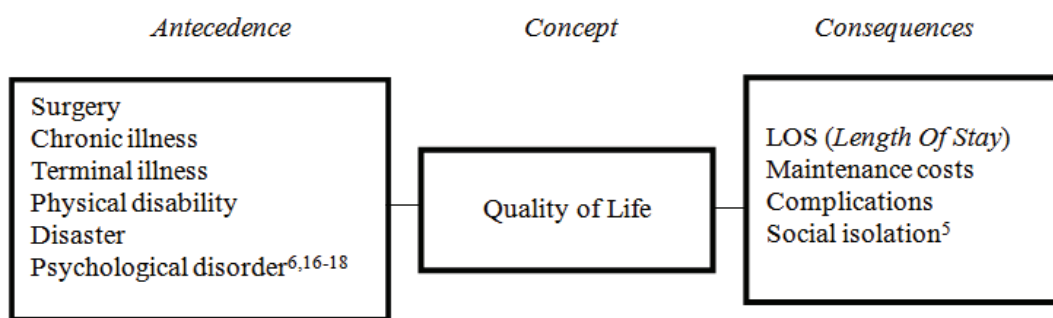 Antecedence
Concept
Consequences
Surgery
Chronic illness
Terminal illness
Physical disability
Disaster
Psychological disorder6,16-18
Quality of Life
LOS (Length Of Stay)
Maintenance costs
Complications
Social isolation5